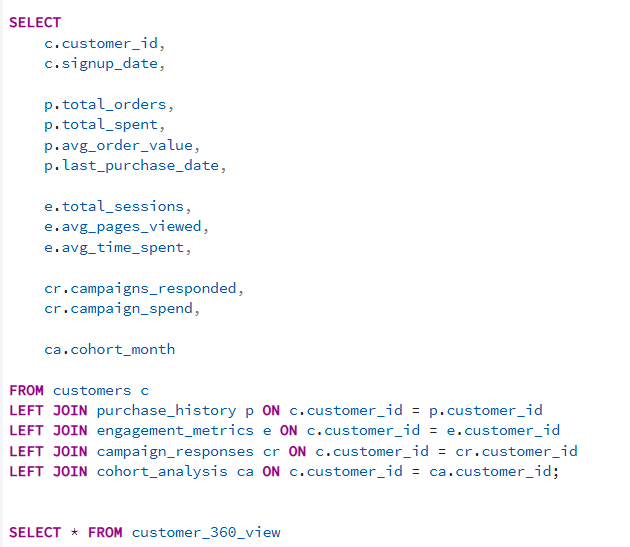 SELECT
    c.customer_id,
    c.signup_date,
    p.total_orders,
    p.total_spent,
    p.avg_order_value,
    p.last_purchase_date,
    e.total_sessions,
    e.avg_pages_viewed,
    e.avg_time_spent,
    cr.campaigns_responded,
    cr.campaign_spend,
    ca.cohort_month
FROM customers c
LEFT JOIN purchase_history p ON c.customer_id = p.customer_id
LEFT JOIN engagement_metrics e ON c.customer_id = e.customer_id
LEFT JOIN campaign_responses cr ON c.customer_id = cr.customer_id
LEFT JOIN cohort_analysis ca ON c.customer_id = ca.customer_id;
SELECT * FROM customer_360_view